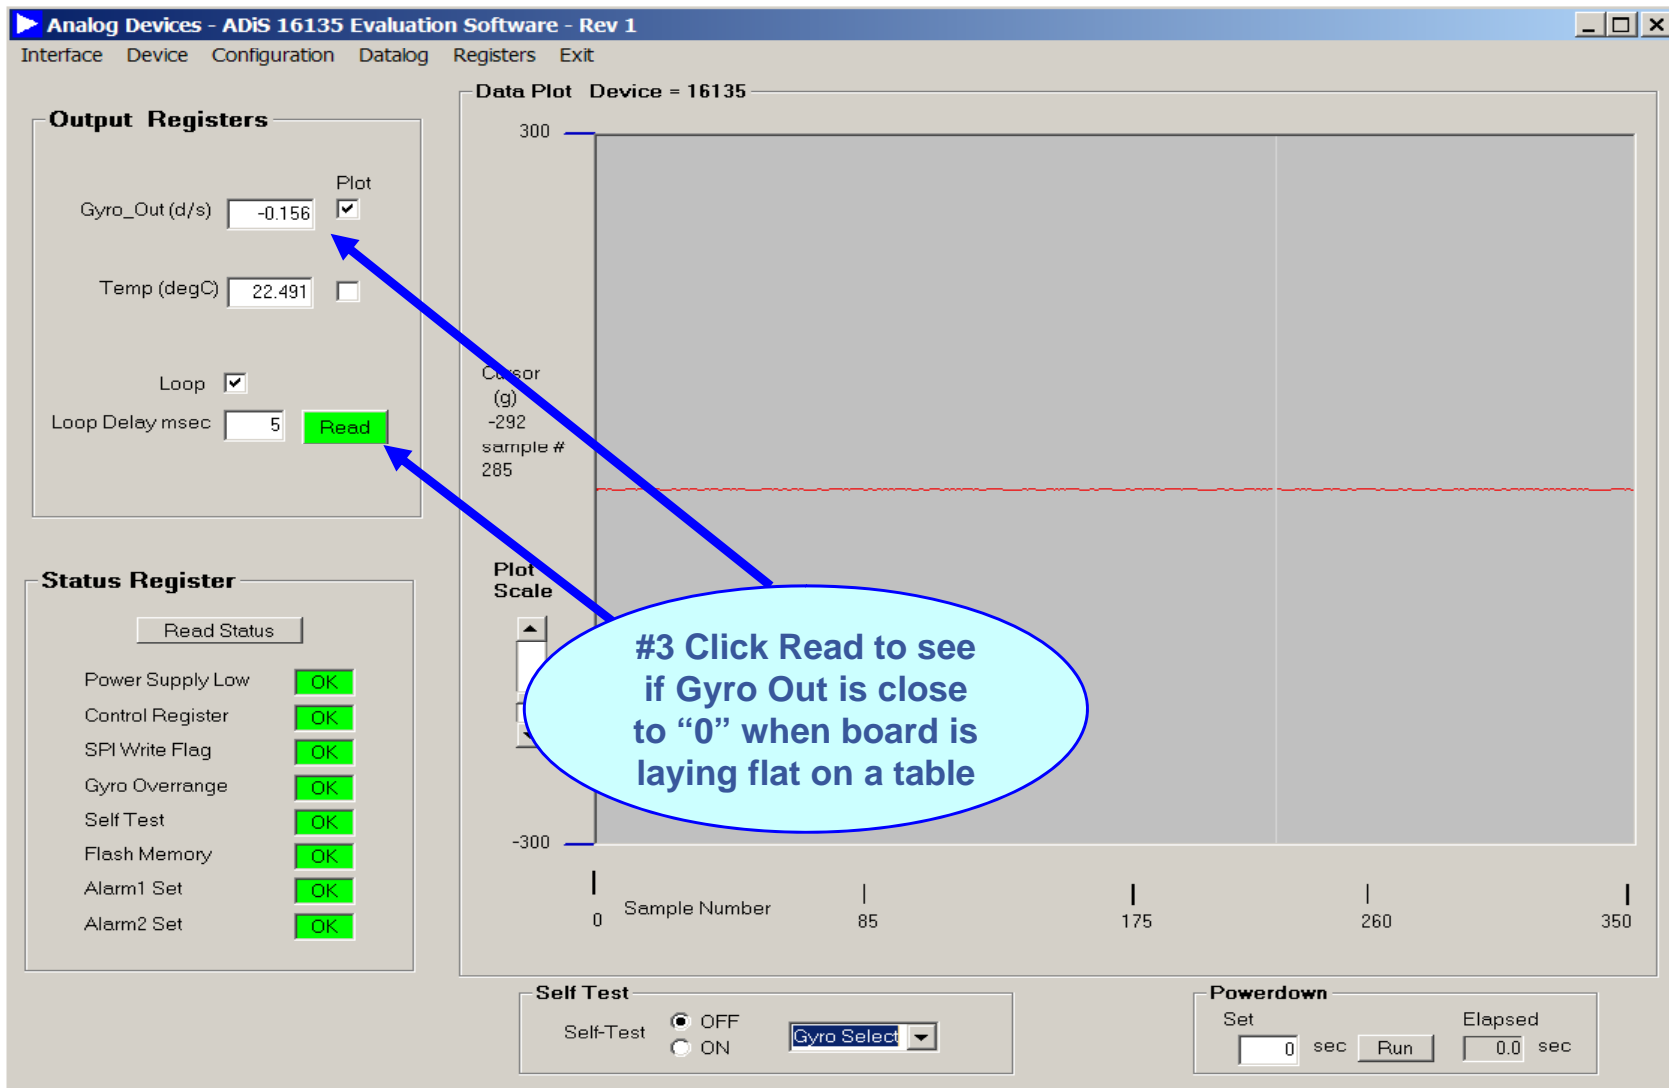 Analog Devices - ADiS 16135 Evaluation Software - Rev 1
Interface Device Configuration Datalog Registers Exit
Output Registers
Plot
Gyro_Out (d/s) -0.156
Temp (degC) 22.491
Loop
Loop Delay msec 5 Read
Status Register
Read Status
Power Supply Low OK
Control Register OK
SPI Write Flag OK
Gyro Overrange OK
Self Test OK
Flash Memory OK
Alarm1 Set OK
Alarm2 Set OK
Data Plot Device = 16135
300
Cursor
(g)
-292
sample #
285
Plot
Scale
-300
#3 Click Read to see
if Gyro Out is close
to “0” when board is
laying flat on a table
Sample Number
0 85 175 260 350
Self Test
Self-Test OFF
ON
Gyro Select
Powerdown
Set Elapsed
0 sec Run 0.0 sec